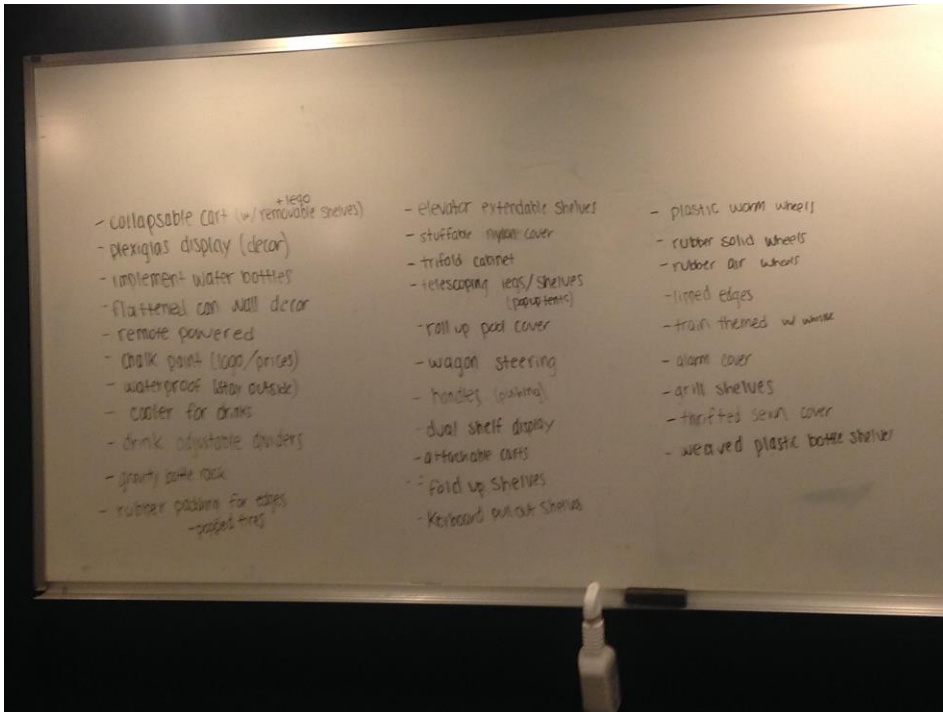 + lego
- collapsable cart (w/ removable shelves)
- plexiglas display (decor)
- implement water bottles
- flattened can wall decor
- remote powered
- chalk paint (logo/prices)
- waterproof (stay outside)
- cooler for drinks
- drink adjustable dividers
- gravity bottle rack
- rubber padding for edges
- popped tires
- elevator extendable shelves
- stuffable nylon cover
- trifold cabinet
- telescoping legs/shelves
(popup tents)
- roll up pool cover
- wagon steering
- handles (pushing)
- dual shelf display
- attachable carts
- fold up shelves
- Keyboard pull out shelves
- plastic worm wheels
- rubber solid wheels
- rubber air wheels
- lipped edges
- train themed w/ whistle
- alarm cover
- grill shelves
- thrifted sewn cover
- weaved plastic bottle shelves